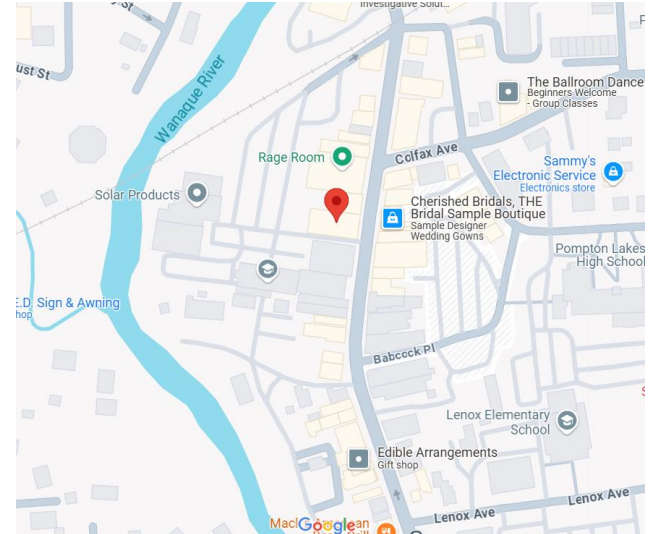 Investigative Solut...
ust St
Wanaque River
The Ballroom Dance
Beginners Welcome
- Group Classes
Rage Room
Colfax Ave
Sammy's
Electronic Service
Electronics store
Solar Products
Cherished Bridals, THE
Bridal Sample Boutique
Sample Designer
Wedding Gowns
Pompton Lakes
High School
E.D. Sign & Awning
hop
Babcock Pl
Lenox Elementary
School
Edible Arrangements
Gift shop
Lenox Ave
Lenox Ave
Google